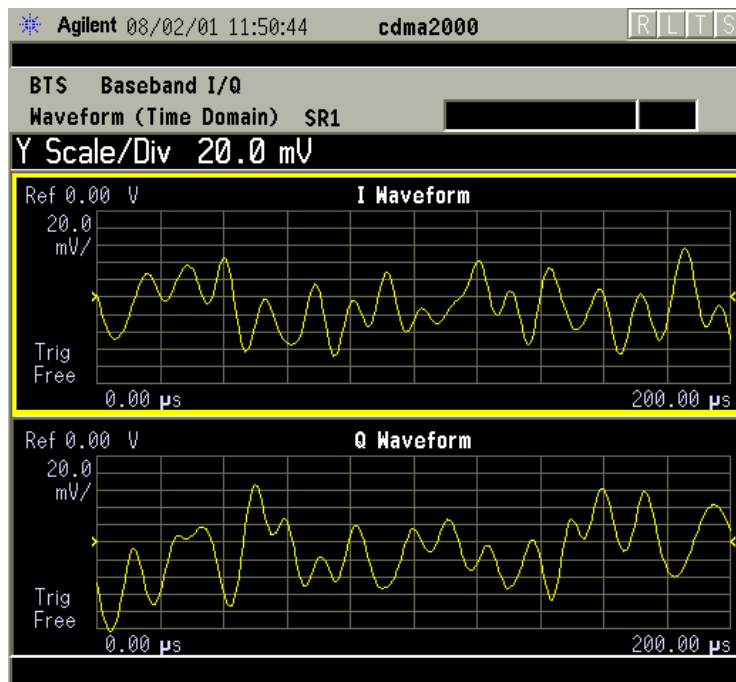 Agilent 08/02/01 11:50:44 cdma2000 R L T S
BTS Baseband I/Q
Waveform (Time Domain) SR1
Y Scale/Div 20.0 mV
Ref 0.00 V I Waveform
20.0
mV/
Trig
Free
0.00 μs 200.00 μs
Ref 0.00 V Q Waveform
20.0
mV/
Trig
Free
0.00 μs 200.00 μs